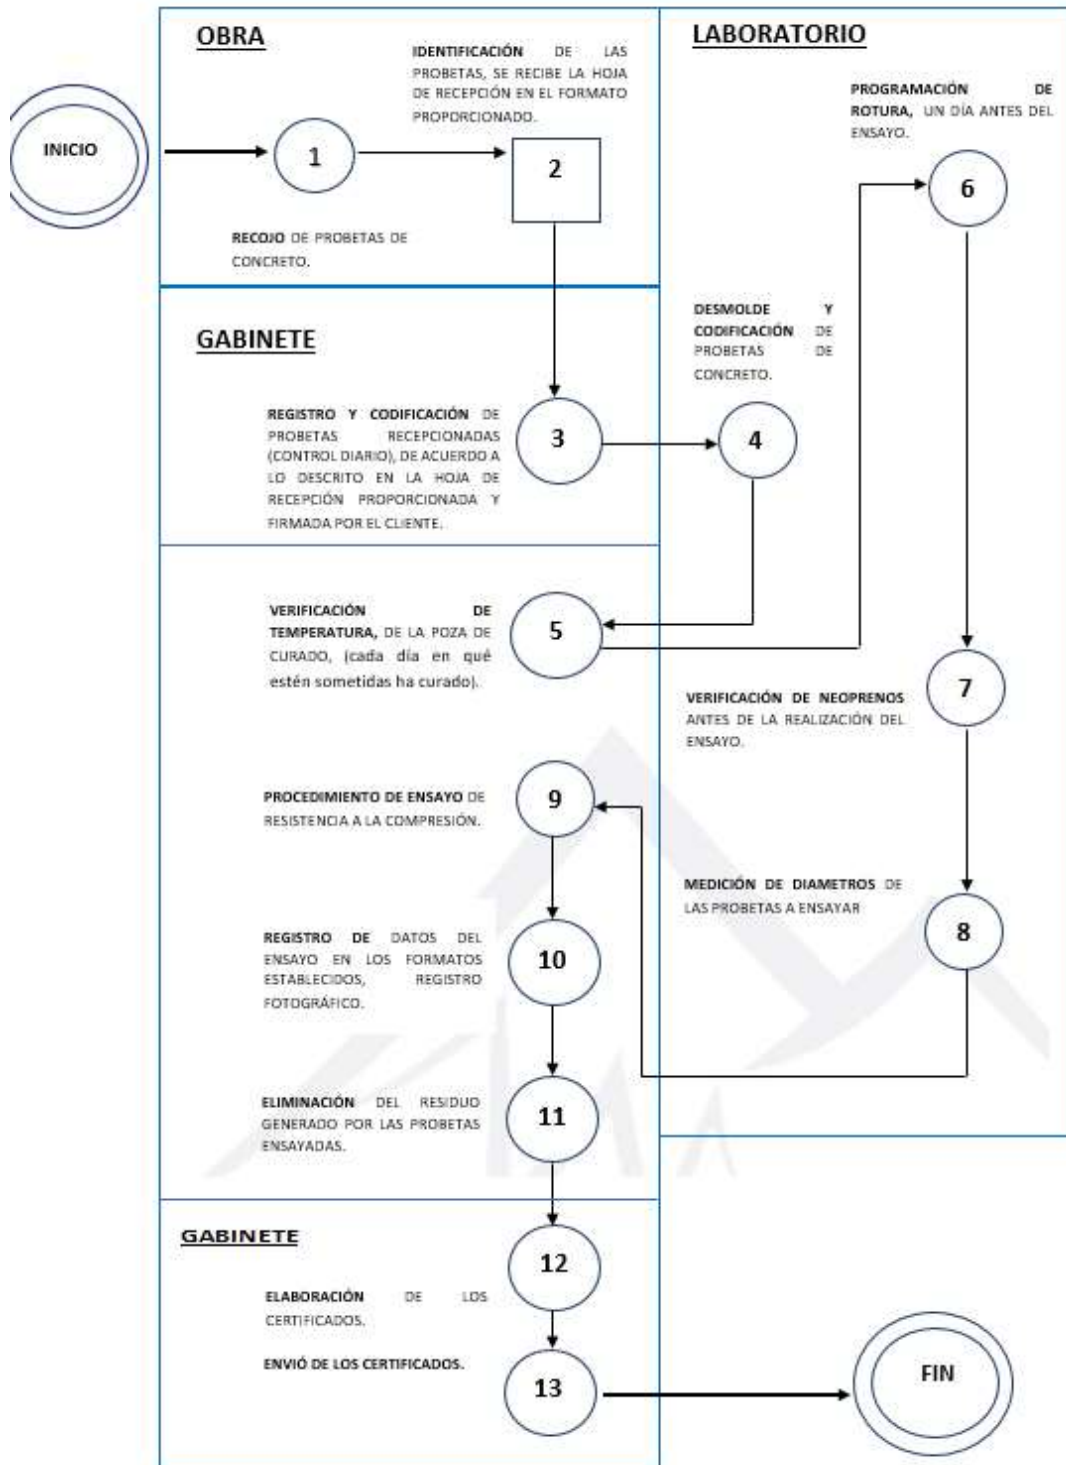 OBRA
IDENTIFICACIÓN DE LAS
PROBETAS, SE RECIBE LA HOJA
DE RECEPCIÓN EN EL FORMATO
PROPORCIONADO.
INICIO
1
2
RECOJO DE PROBETAS DE
CONCRETO.
LABORATORIO
PROGRAMACIÓN DE
ROTURA, UN DÍA ANTES DEL
ENSAYO.
6
GABINETE
REGISTRO Y CODIFICACIÓN DE
PROBETAS RECEPCIONADAS
(CONTROL DIARIO), DE ACUERDO A
LO DESCRITO EN LA HOJA DE
RECEPCIÓN PROPORCIONADA Y
FIRMADA POR EL CLIENTE.
3
DESMOLDE Y
CODIFICACIÓN DE
PROBETAS DE
CONCRETO.
4
VERIFICACIÓN DE
TEMPERATURA, DE LA POZA DE
CURADO, (cada día en qué
estén sometidas ha curado).
5
VERIFICACIÓN DE NEOPRENOS
ANTES DE LA REALIZACIÓN DEL
ENSAYO.
7
PROCEDIMIENTO DE ENSAYO DE
RESISTENCIA A LA COMPRESIÓN.
9
MEDICIÓN DE DIAMETROS DE
LAS PROBETAS A ENSAYAR
8
REGISTRO DE DATOS DEL
ENSAYO EN LOS FORMATOS
ESTABLECIDOS, REGISTRO
FOTOGRÁFICO.
10
ELIMINACIÓN DEL RESIDUO
GENERADO POR LAS PROBETAS
ENSAYADAS.
11
GABINETE
12
ELABORACIÓN DE LOS
CERTIFICADOS.
ENVIÓ DE LOS CERTIFICADOS.
13
FIN